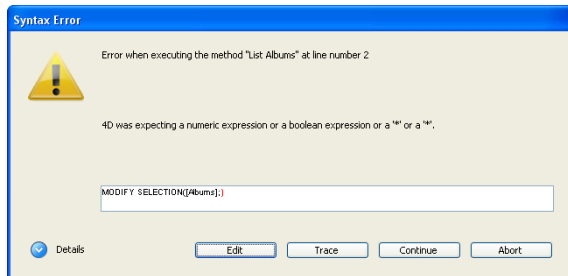 Syntax Error
Error when executing the method "List Albums" at line number 2
4D was expecting a numeric expression or a boolean expression or a '*' or a '*'.
MODIFY SELECTION([Albums];)
Details
Edit
Trace
Continue
Abort